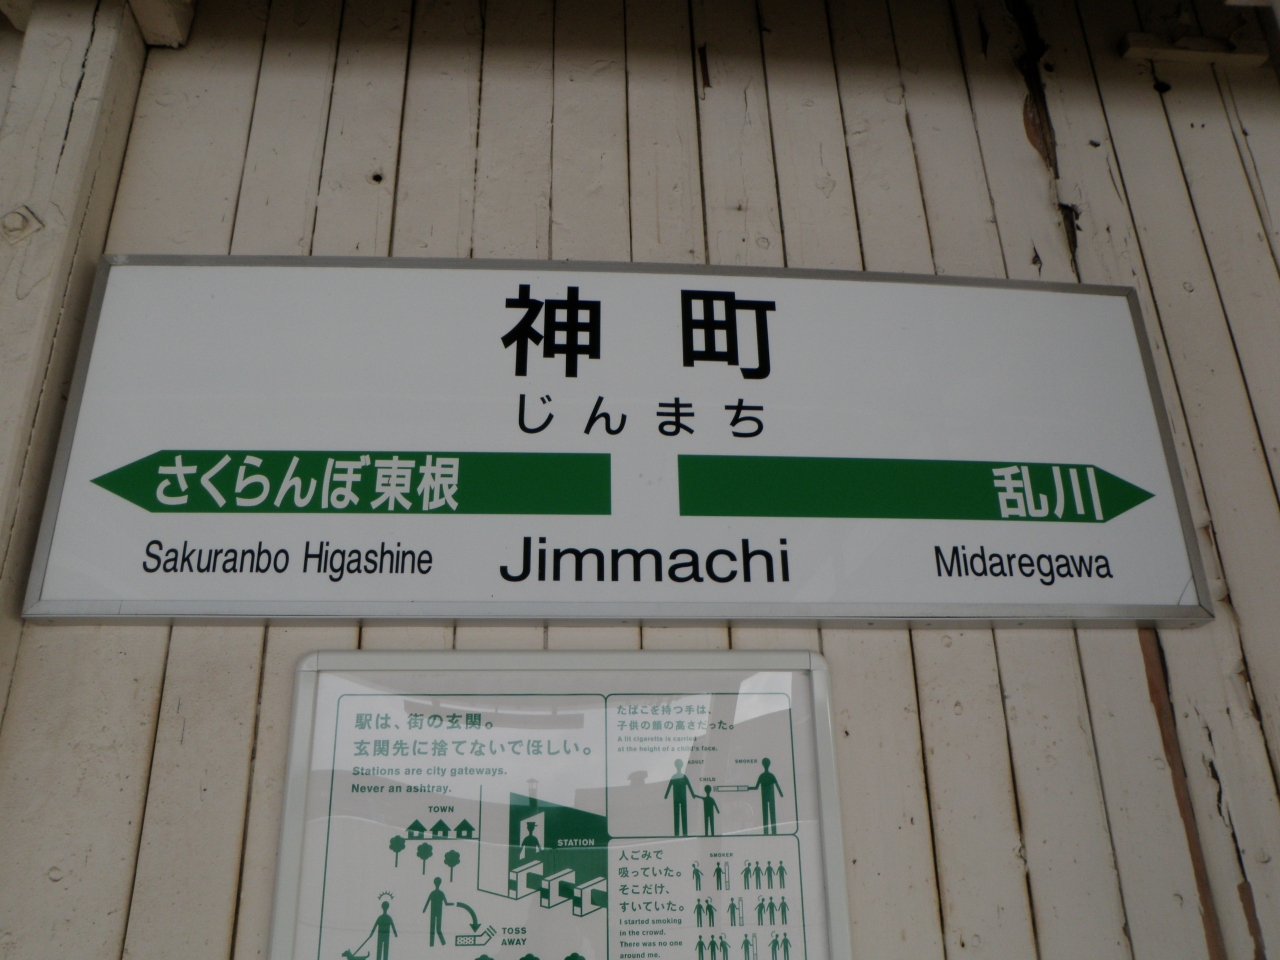 神町
じんまち
さくらんぼ東根
乱川
Sakuranbo Higashine
Jimmachi
Midaregawa
駅は、街の玄関。
玄関先に捨てないでほしい。
Stations are city gateways.
Never an ashtray.
TOWN
STATION
TOSS
AWAY
たばこを持つ手は、
子供の顔の高さだった。
A lit cigarette is carried
at the height of a child's face.
ADULT
SMOKER
CHILD
人ごみで
吸っていた。
そこだけ、
すいていた。
I started smoking
in the crowd.
There was no one
around me.
SMOKER